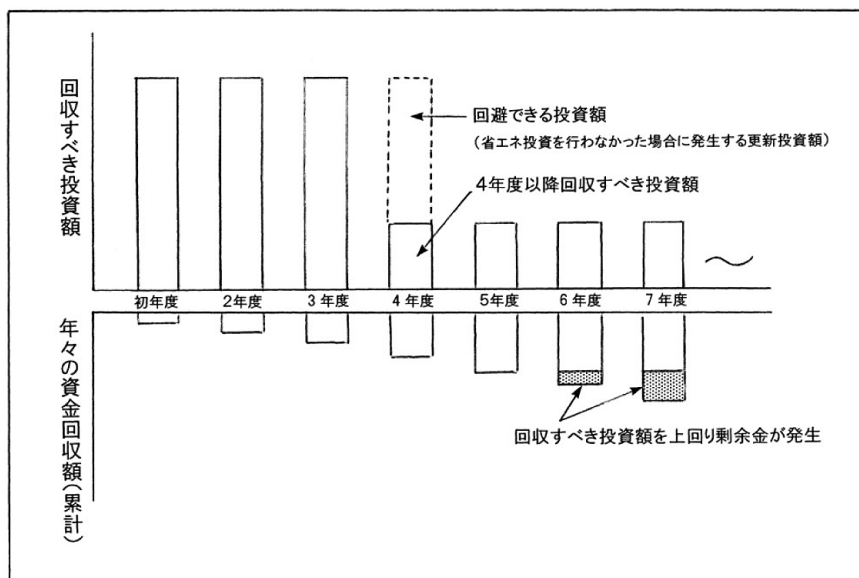 回収すべき投資額
回避できる投資額
(省エネ投資を行わなかった場合に発生する更新投資額)
4年度以降回収すべき投資額
初年度
2年度
3年度
4年度
5年度
6年度
7年度
年々の資金回収額(累計)
回収すべき投資額を上回り剰余金が発生